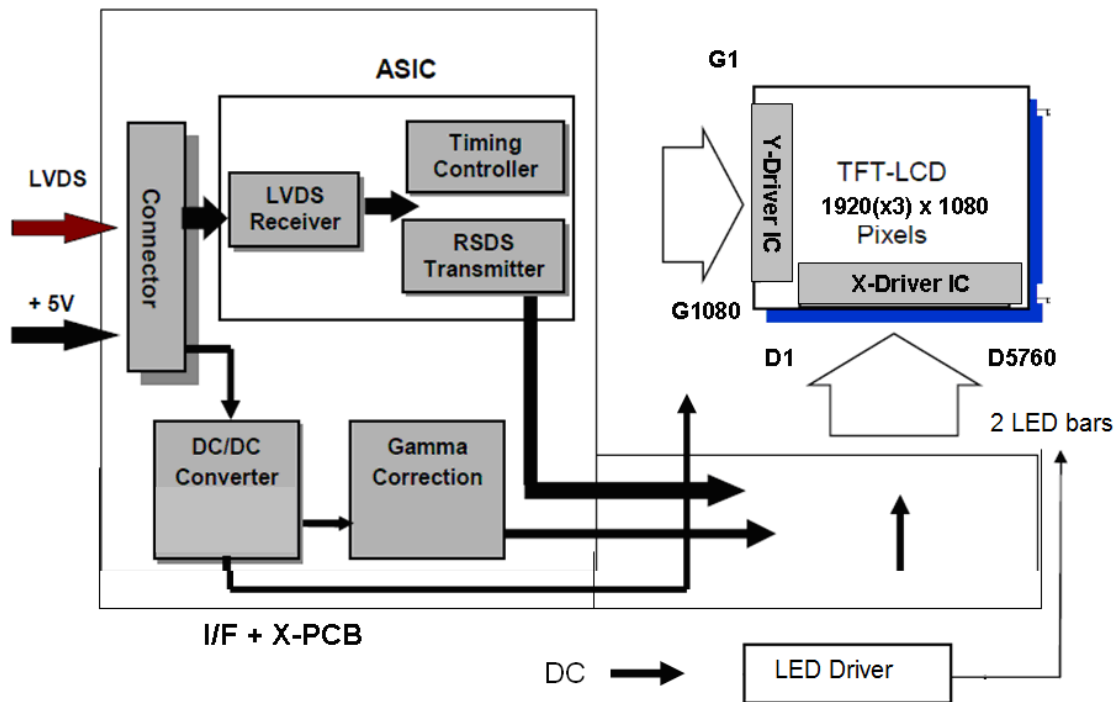 G1
ASIC
Timing
Controller
LVDS
Connector
LVDS
Receiver
RSDS
Transmitter
Y-Driver IC
TFT-LCD
1920(x3) x 1080
Pixels
X-Driver IC
+ 5V
G1080
D1
D5760
2 LED bars
DC/DC
Converter
Gamma
Correction
I/F + X-PCB
DC
LED Driver